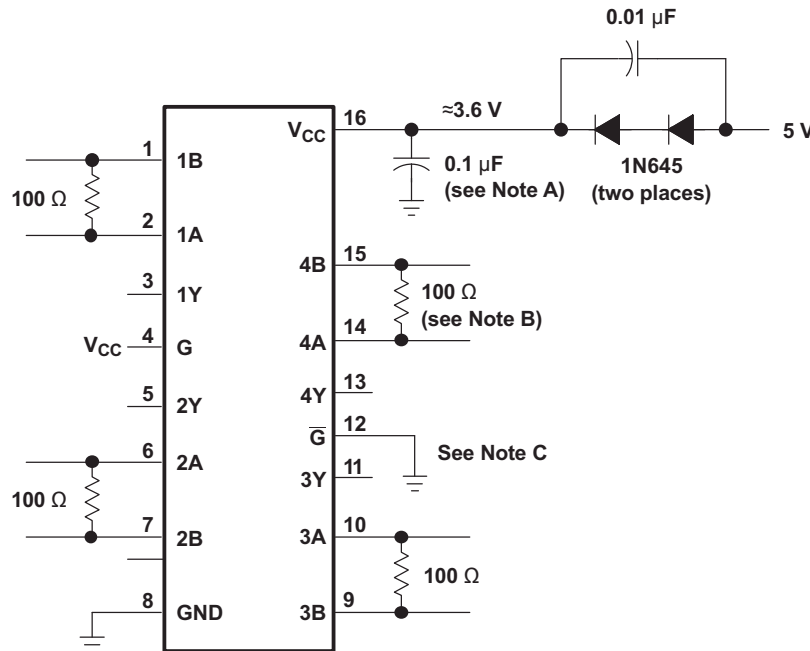 0.01 µF
16
≈3.6 V
V_CC
5 V
1
1B
0.1 µF
(see Note A)
1N645
(two places)
100 Ω
2
1A
4B
15
3
1Y
100 Ω
(see Note B)
V_CC
4
G
4A
14
5
2Y
4Y
13
G̅
12
6
2A
See Note C
3Y
11
100 Ω
7
2B
3A
10
100 Ω
8
GND
3B
9